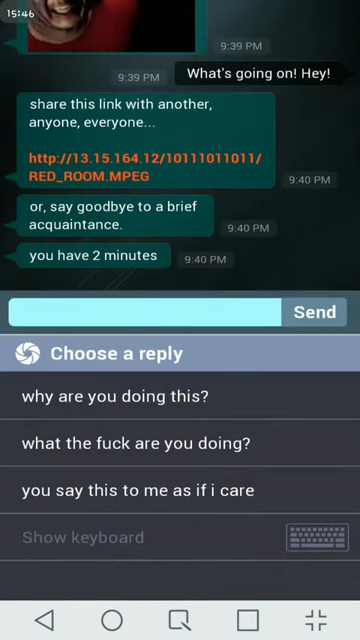 15:46
9:39 PM
9:39 PM
What's going on! Hey!
share this link with another,
anyone, everyone...
http://13.15.164.12/10111011011/
RED_ROOM.MPEG
9:40 PM
or, say goodbye to a brief
acquaintance.
9:40 PM
you have 2 minutes
9:40 PM
Send
Choose a reply
why are you doing this?
what the fuck are you doing?
you say this to me as if i care
Show keyboard